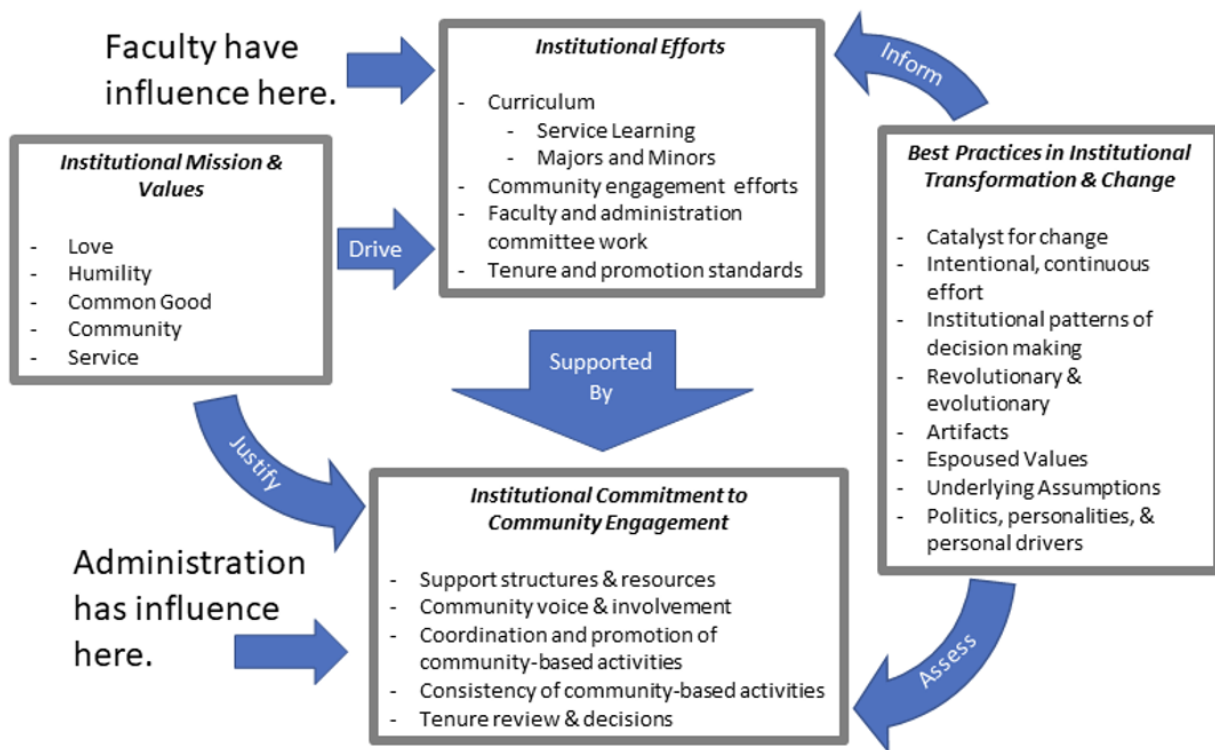 Faculty have
influence here.
Institutional Mission &
Values
- Love
- Humility
- Common Good
- Community
- Service
Drive
Institutional Efforts
- Curriculum
- Service Learning
- Majors and Minors
- Community engagement efforts
- Faculty and administration
committee work
- Tenure and promotion standards
Inform
Best Practices in Institutional
Transformation & Change
- Catalyst for change
- Intentional, continuous
effort
- Institutional patterns of
decision making
- Revolutionary &
evolutionary
- Artifacts
- Espoused Values
- Underlying Assumptions
- Politics, personalities, &
personal drivers
Supported
By
Justify
Administration
has influence
here.
Institutional Commitment to
Community Engagement
- Support structures & resources
- Community voice & involvement
- Coordination and promotion of
community-based activities
- Consistency of community-based activities
- Tenure review & decisions
Assess